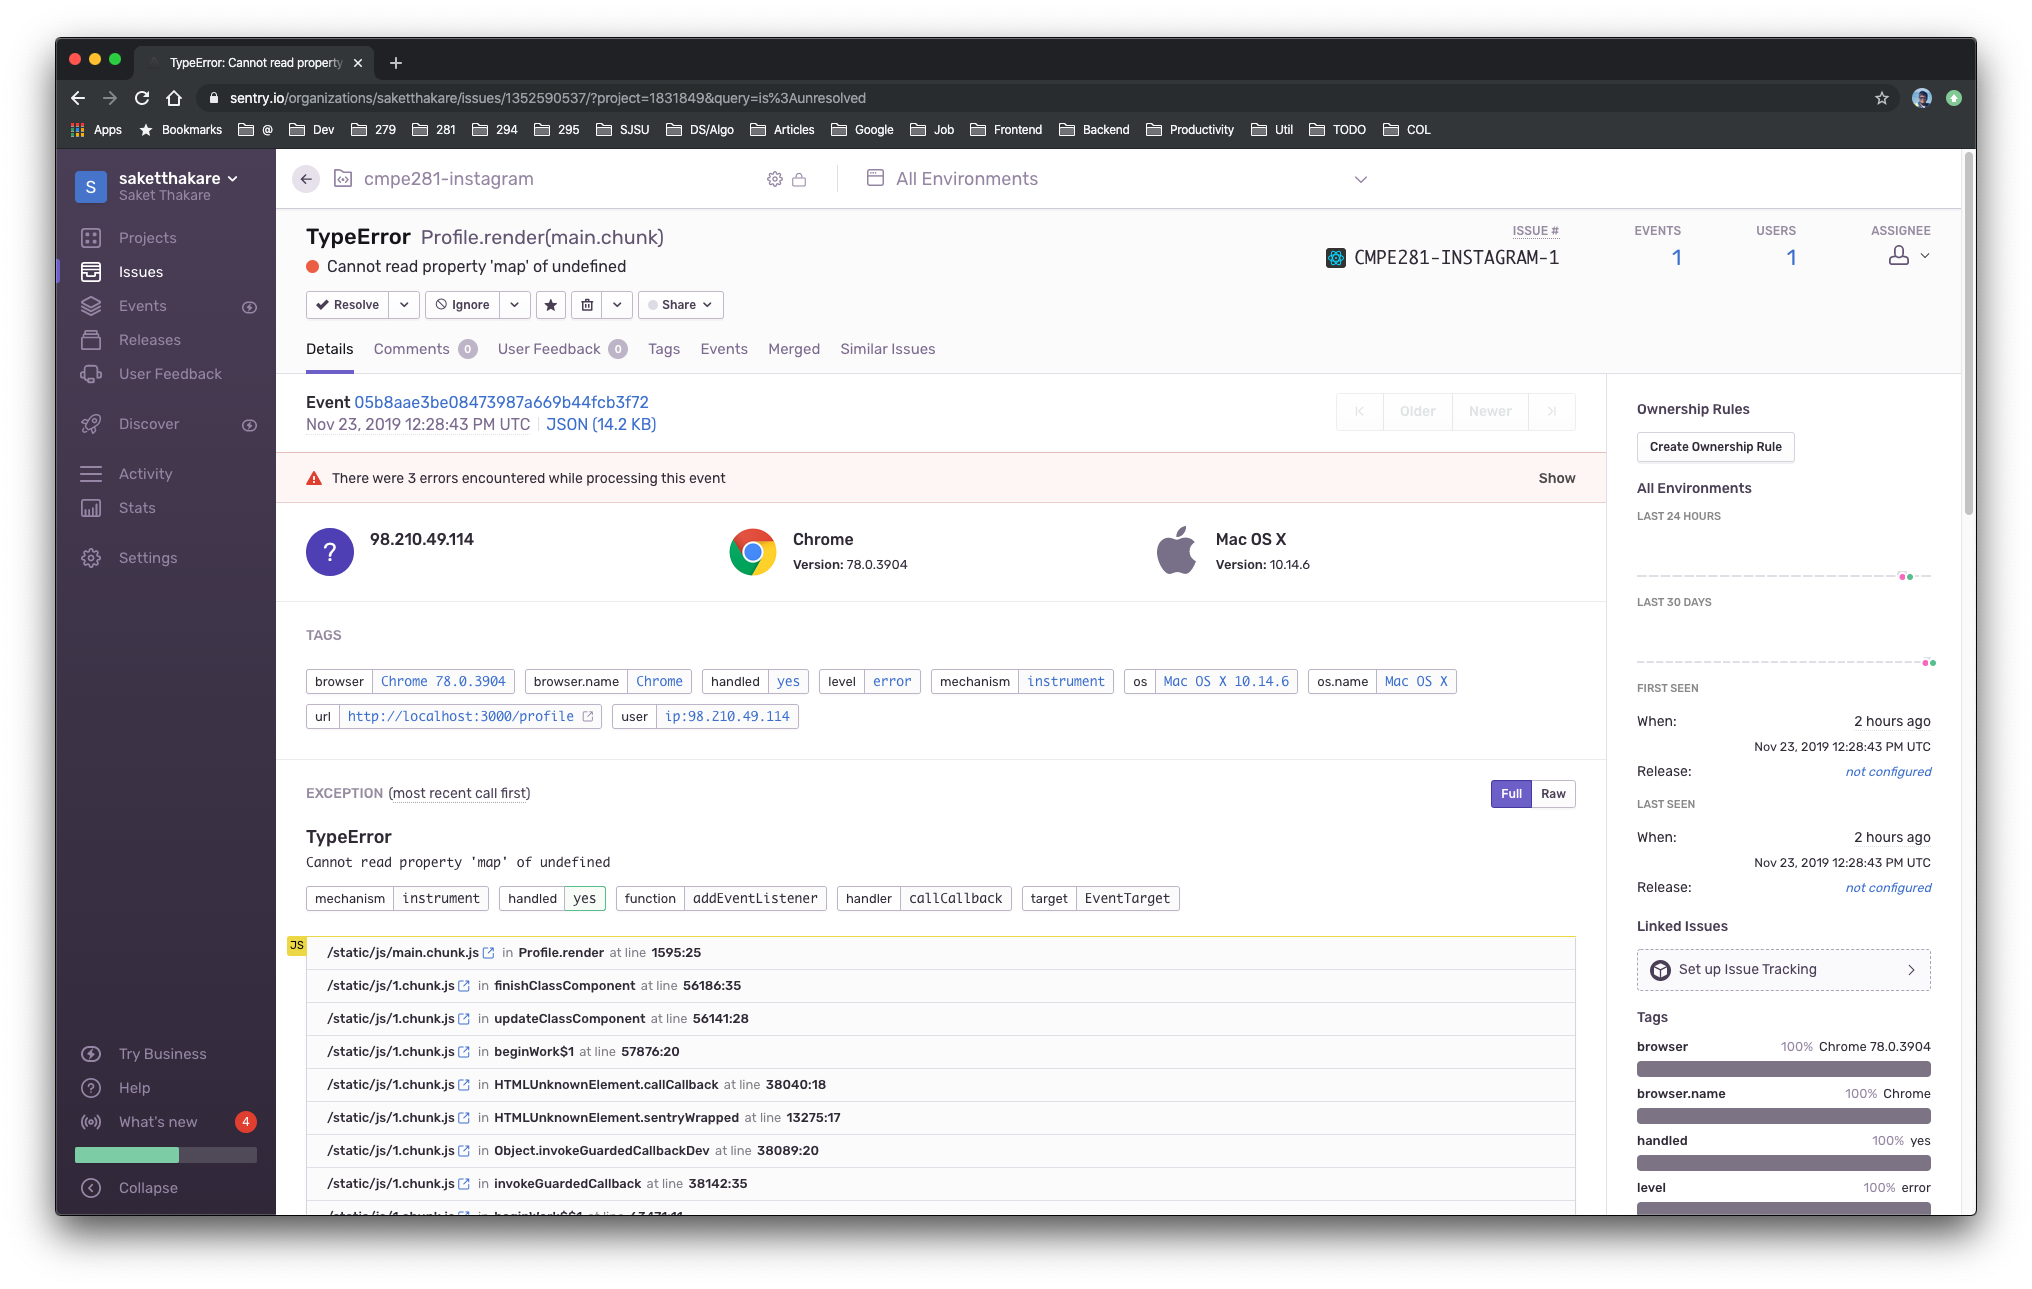 TypeError: Cannot read property
sentry.io/organizations/saketthakare/issues/1352590537/?project=1831849&query=is%3Aunresolved
Apps Bookmarks @ Dev 279 281 294 295 SJSU DS/Algo Articles Google Job Frontend Backend Productivity Util TODO COL
S
saketthakare
Saket Thakare
Projects
Issues
Events
Releases
User Feedback
Discover
Activity
Stats
Settings
Try Business
Help
What's new 4
Collapse
cmpe281-instagram
All Environments
TypeError Profile.render(main.chunk)
Cannot read property 'map' of undefined
ISSUE # EVENTS USERS ASSIGNEE
CMPE281-INSTAGRAM-1 1 1
Resolve Ignore Share
Details Comments 0 User Feedback 0 Tags Events Merged Similar Issues
Event 05b8aae3be08473987a669b44fcb3f72
Nov 23, 2019 12:28:43 PM UTC JSON (14.2 KB)
Older Newer
There were 3 errors encountered while processing this event Show
?
98.210.49.114
Chrome
Version: 78.0.3904
Mac OS X
Version: 10.14.6
TAGS
browser Chrome 78.0.3904 browser.name Chrome handled yes level error mechanism instrument os Mac OS X 10.14.6 os.name Mac OS X
url http://localhost:3000/profile user ip:98.210.49.114
EXCEPTION (most recent call first)
Full Raw
TypeError
Cannot read property 'map' of undefined
mechanism instrument handled yes function addEventListener handler callCallback target EventTarget
JS
/static/js/main.chunk.js in Profile.render at line 1595:25
/static/js/1.chunk.js in finishClassComponent at line 56186:35
/static/js/1.chunk.js in updateClassComponent at line 56141:28
/static/js/1.chunk.js in beginWork$1 at line 57876:20
/static/js/1.chunk.js in HTMLUnknownElement.callCallback at line 38040:18
/static/js/1.chunk.js in HTMLUnknownElement.sentryWrapped at line 13275:17
/static/js/1.chunk.js in Object.invokeGuardedCallbackDev at line 38089:20
/static/js/1.chunk.js in invokeGuardedCallback at line 38142:35
/static/js/1.chunk.js in beginWork$$1 at line
Ownership Rules
Create Ownership Rule
All Environments
LAST 24 HOURS
LAST 30 DAYS
FIRST SEEN
When: 2 hours ago
Nov 23, 2019 12:28:43 PM UTC
Release: not configured
LAST SEEN
When: 2 hours ago
Nov 23, 2019 12:28:43 PM UTC
Release: not configured
Linked Issues
Set up Issue Tracking
Tags
browser 100% Chrome 78.0.3904
browser.name 100% Chrome
handled 100% yes
level 100% error